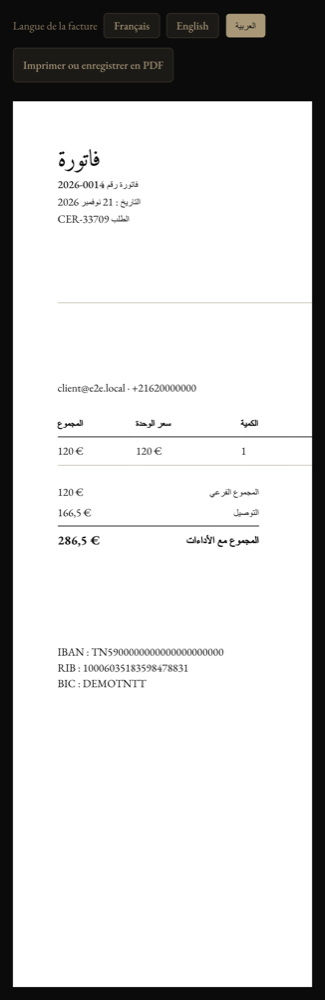 Langue de la facture Français English العربية
Imprimer ou enregistrer en PDF
فاتورة
فاتورة رقم 2026-0014
التاريخ : 21 نوفمبر 2026
الطلب CER-33709
client@e2e.local · +21620000000
الكمية سعر الوحدة المجموع
1 120 € 120 €
المجموع الفرعي 120 €
التوصيل 166,5 €
المجموع مع الأداءات 286,5 €
IBAN : TN5900000000000000000000
RIB : 10006035183598478831
BIC : DEMOTNTT